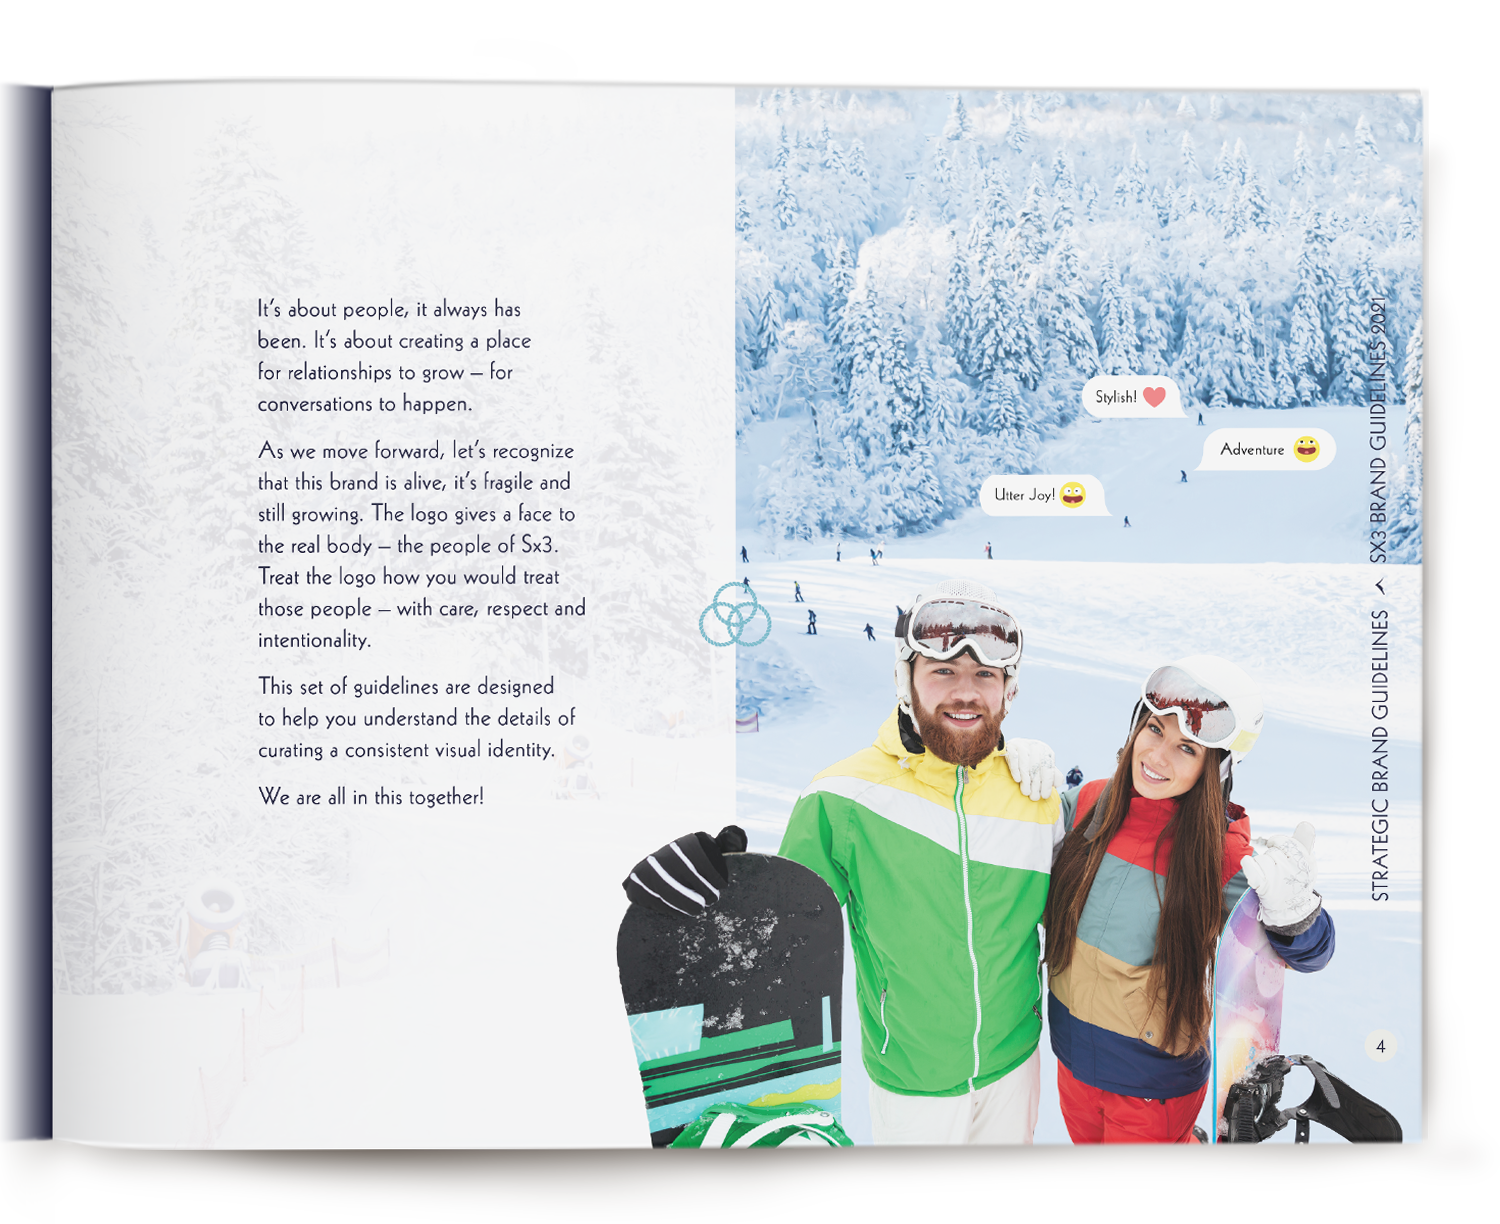 It's about people, it always has
been. It's about creating a place
for relationships to grow – for
conversations to happen.
As we move forward, let's recognize
that this brand is alive, it's fragile and
still growing. The logo gives a face to
the real body – the people of Sx3.
Treat the logo how you would treat
those people – with care, respect and
intentionality.
This set of guidelines are designed
to help you understand the details of
curating a consistent visual identity.
We are all in this together!
Stylish!
Adventure
Utter Joy!
STRATEGIC BRAND GUIDELINES SX3 BRAND GUIDELINES 2021
4